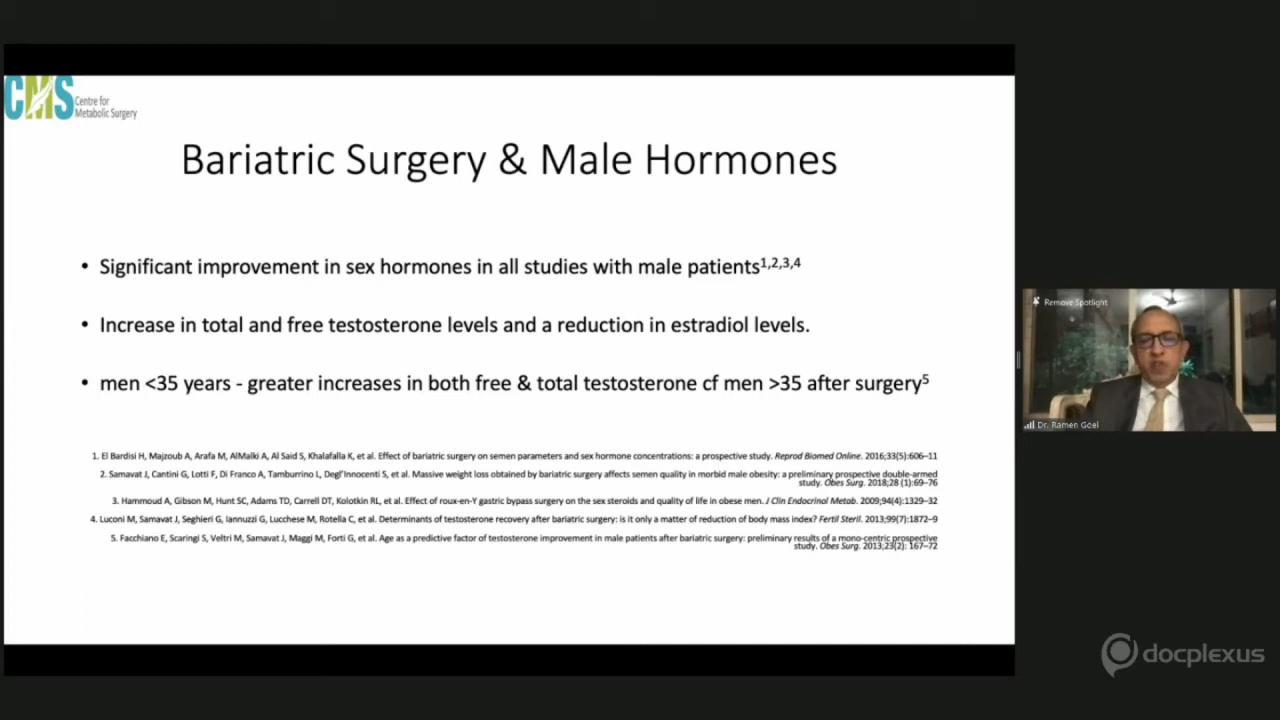 CMS
Centre for
Metabolic Surgery
Bariatric Surgery & Male Hormones
• Significant improvement in sex hormones in all studies with male patients1,2,3,4
• Increase in total and free testosterone levels and a reduction in estradiol levels.
• men <35 years - greater increases in both free & total testosterone cf men >35 after surgery5
1. El Bardisi H, Majzoub A, Arafa M, AlMalki A, Al Said S, Khalafalla K, et al. Effect of bariatric surgery on semen parameters and sex hormone concentrations: a prospective study. Reprod Biomed Online. 2016;33(5):606–11
2. Samavat J, Cantini G, Lotti F, Di Franco A, Tamburrino L, Degl'Innocenti S, et al. Massive weight loss obtained by bariatric surgery affects semen quality in morbid male obesity: a preliminary prospective double-armed
study. Obes Surg. 2018;28 (1):69–76
3. Hammoud A, Gibson M, Hunt SC, Adams TD, Carrell DT, Kolotkin RL, et al. Effect of roux-en-Y gastric bypass surgery on the sex steroids and quality of life in obese men. J Clin Endocrinol Metab. 2009;94(4):1329–32
4. Luconi M, Samavat J, Seghieri G, Iannuzzi G, Lucchese M, Rotella C, et al. Determinants of testosterone recovery after bariatric surgery: is it only a matter of reduction of body mass index? Fertil Steril. 2013;99(7):1872–9
5. Facchiano E, Scaringi S, Veltri M, Samavat J, Maggi M, Forti G, et al. Age as a predictive factor of testosterone improvement in male patients after bariatric surgery: preliminary results of a mono-centric prospective
study. Obes Surg. 2013;23(2): 167–72
Remove Spotlight
Dr. Ramen Goel
docplexus